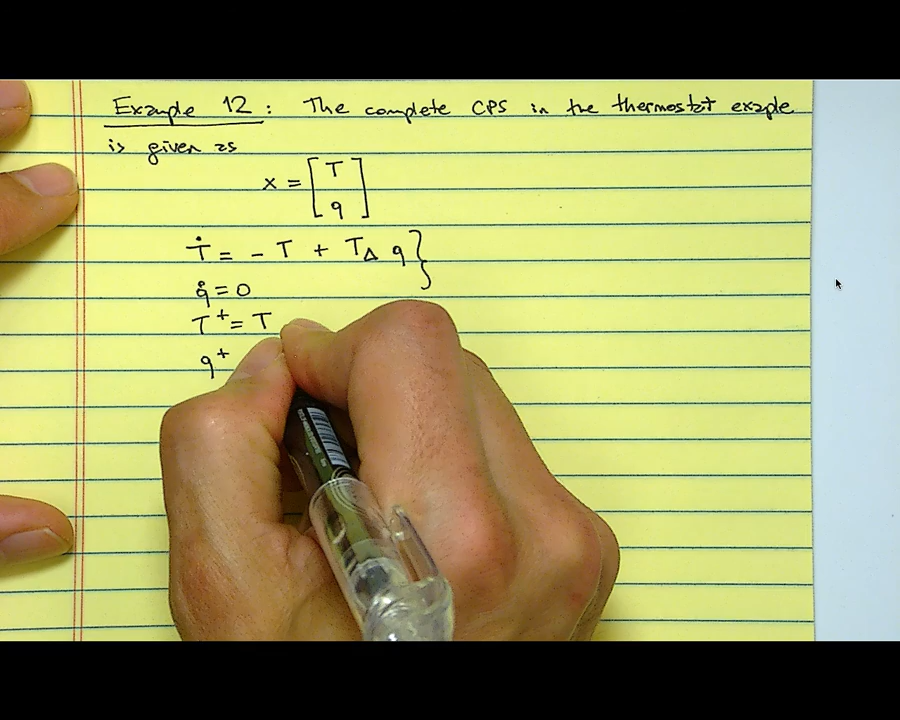 Example 12 : The complete CPS in the thermostat example
is given as
x = [ T q ]
Ṫ = - T + T_Δ q }
q̇ = 0
T⁺ = T
q⁺